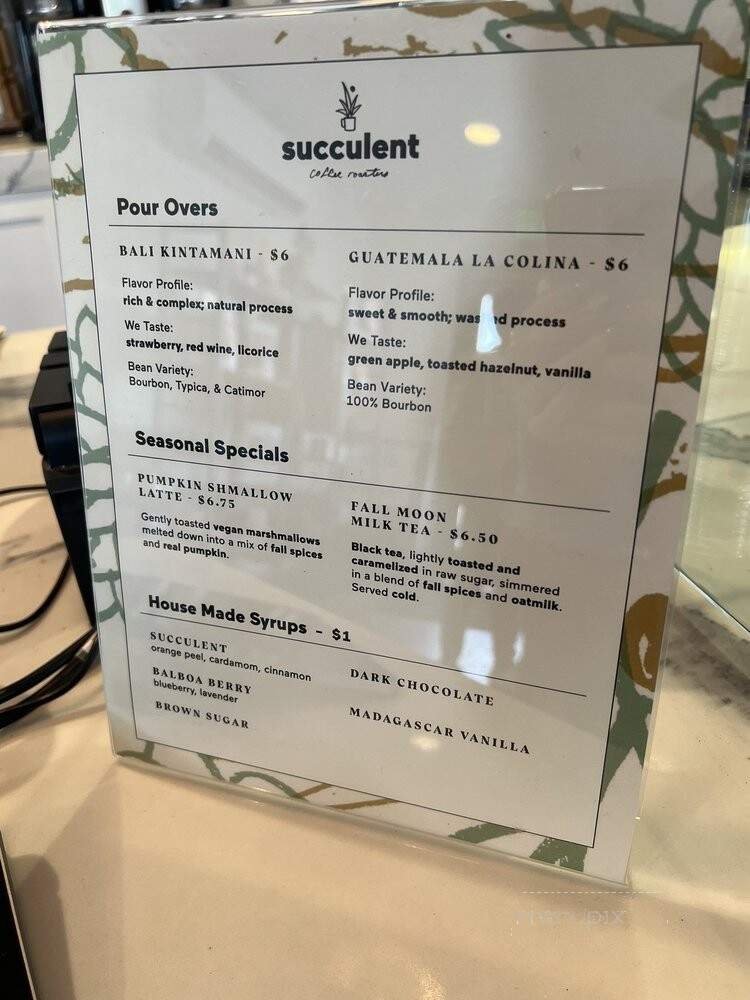 succulent
coffee roasters
Pour Overs
BALI KINTAMANI - $6
Flavor Profile:
rich & complex; natural process
We Taste:
strawberry, red wine, licorice
Bean Variety:
Bourbon, Typica, & Catimor
GUATEMALA LA COLINA - $6
Flavor Profile:
sweet & smooth; washed process
We Taste:
green apple, toasted hazelnut, vanilla
Bean Variety:
100% Bourbon
Seasonal Specials
PUMPKIN SHMALLOW
LATTE - $6.75
Gently toasted vegan marshmallows
melted down into a mix of fall spices
and real pumpkin.
FALL MOON
MILK TEA - $6.50
Black tea, lightly toasted and
caramelized in raw sugar, simmered
in a blend of fall spices and oatmilk.
Served cold.
House Made Syrups - $1
SUCCULENT
orange peel, cardamom, cinnamon
BALBOA BERRY
blueberry, lavender
BROWN SUGAR
DARK CHOCOLATE
MADAGASCAR VANILLA